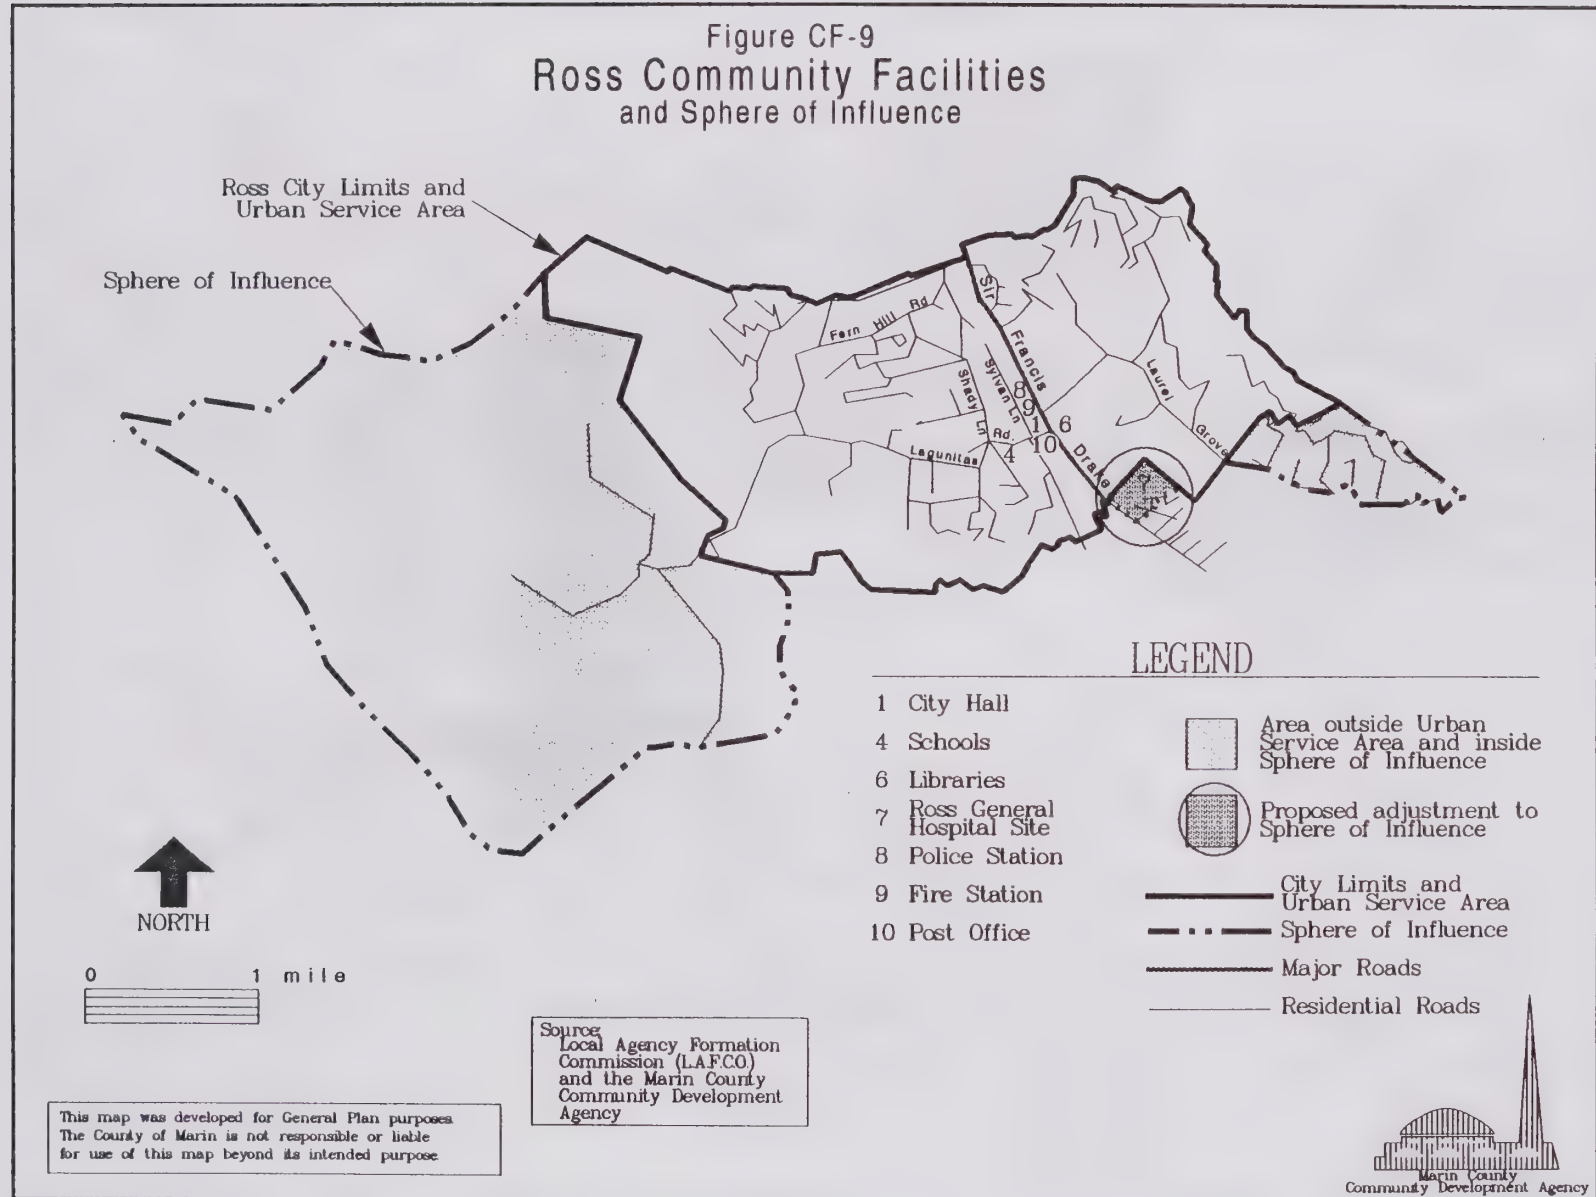 Figure CF-9
Ross Community Facilities
and Sphere of Influence
Ross City Limits and
Urban Service Area
Sphere of Influence
Sir
Francis
Drake
Fern Hill Rd
Shady
Ln
Sylvan Ln
Laurel
Grove
Lagunitas
Rd.
8
9
1
6
10
4
7
LEGEND
1 City Hall
4 Schools
6 Libraries
7 Ross General
Hospital Site
8 Police Station
9 Fire Station
10 Post Office
Area outside Urban
Service Area and inside
Sphere of Influence
Proposed adjustment to
Sphere of Influence
City Limits and
Urban Service Area
Sphere of Influence
Major Roads
Residential Roads
NORTH
0 1 mile
Source:
Local Agency Formation
Commission (L.A.F.C.O.)
and the Marin County
Community Development
Agency
This map was developed for General Plan purposes.
The County of Marin is not responsible or liable
for use of this map beyond its intended purpose.
Marin County
Community Development Agency